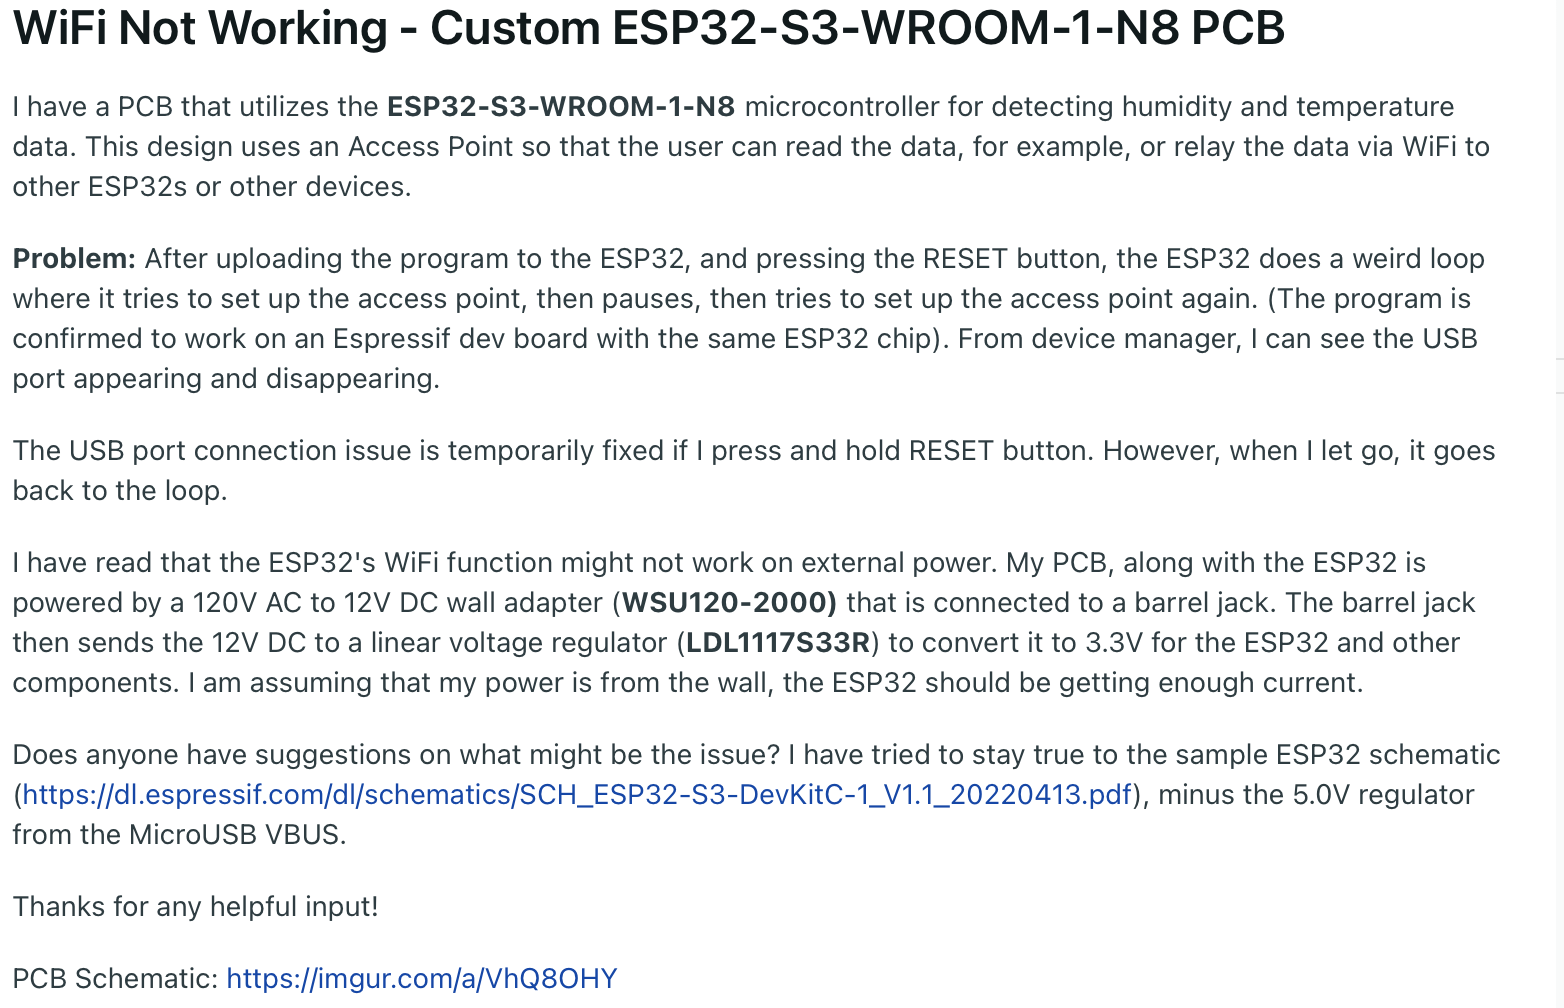 WiFi Not Working - Custom ESP32-S3-WROOM-1-N8 PCB
I have a PCB that utilizes the ESP32-S3-WROOM-1-N8 microcontroller for detecting humidity and temperature
data. This design uses an Access Point so that the user can read the data, for example, or relay the data via WiFi to
other ESP32s or other devices.
Problem: After uploading the program to the ESP32, and pressing the RESET button, the ESP32 does a weird loop
where it tries to set up the access point, then pauses, then tries to set up the access point again. (The program is
confirmed to work on an Espressif dev board with the same ESP32 chip). From device manager, I can see the USB
port appearing and disappearing.
The USB port connection issue is temporarily fixed if I press and hold RESET button. However, when I let go, it goes
back to the loop.
I have read that the ESP32's WiFi function might not work on external power. My PCB, along with the ESP32 is
powered by a 120V AC to 12V DC wall adapter (WSU120-2000) that is connected to a barrel jack. The barrel jack
then sends the 12V DC to a linear voltage regulator (LDL1117S33R) to convert it to 3.3V for the ESP32 and other
components. I am assuming that my power is from the wall, the ESP32 should be getting enough current.
Does anyone have suggestions on what might be the issue? I have tried to stay true to the sample ESP32 schematic
(https://dl.espressif.com/dl/schematics/SCH_ESP32-S3-DevKitC-1_V1.1_20220413.pdf), minus the 5.0V regulator
from the MicroUSB VBUS.
Thanks for any helpful input!
PCB Schematic: https://imgur.com/a/VhQ8OHY